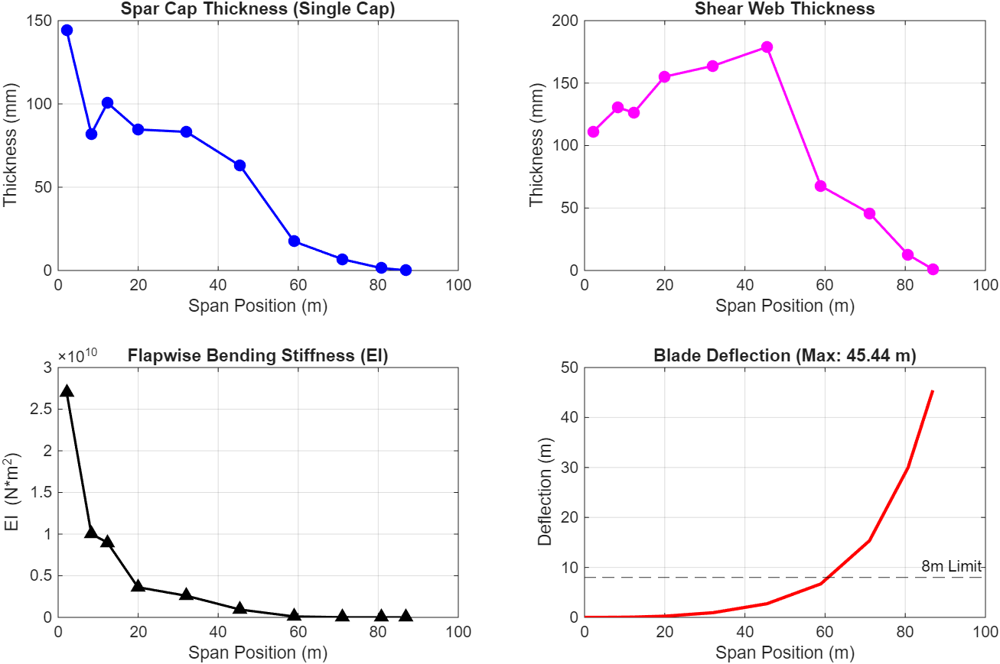 Spar Cap Thickness (Single Cap)
150
100
50
0
0 20 40 60 80 100
Thickness (mm)
Span Position (m)
Shear Web Thickness
200
150
100
50
0
0 20 40 60 80 100
Thickness (mm)
Span Position (m)
×10¹⁰
Flapwise Bending Stiffness (EI)
3
2.5
2
1.5
1
0.5
0
0 20 40 60 80 100
EI (N*m²)
Span Position (m)
Blade Deflection (Max: 45.44 m)
50
40
30
20
10
0
0 20 40 60 80 100
Deflection (m)
8m Limit
Span Position (m)